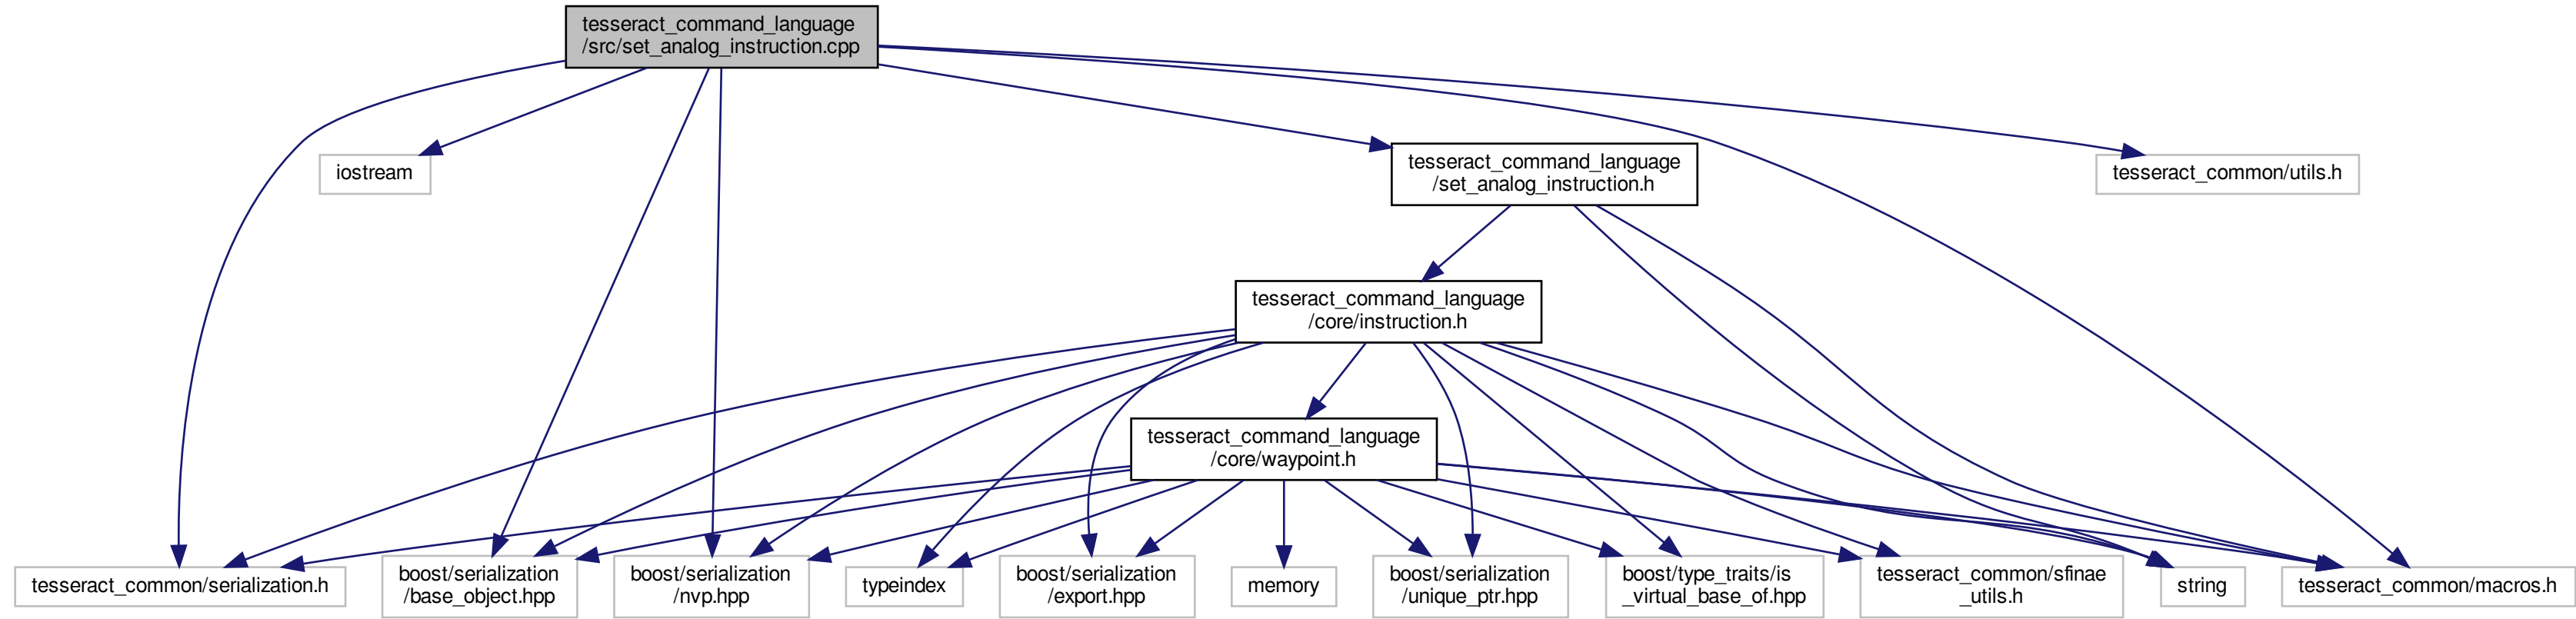 tesseract_command_language
/src/set_analog_instruction.cpp
iostream
tesseract_command_language
/set_analog_instruction.h
tesseract_common/utils.h
tesseract_command_language
/core/instruction.h
tesseract_command_language
/core/waypoint.h
tesseract_common/serialization.h
boost/serialization
/base_object.hpp
boost/serialization
/nvp.hpp
typeindex
boost/serialization
/export.hpp
memory
boost/serialization
/unique_ptr.hpp
boost/type_traits/is
_virtual_base_of.hpp
tesseract_common/sfinae
_utils.h
string
tesseract_common/macros.h